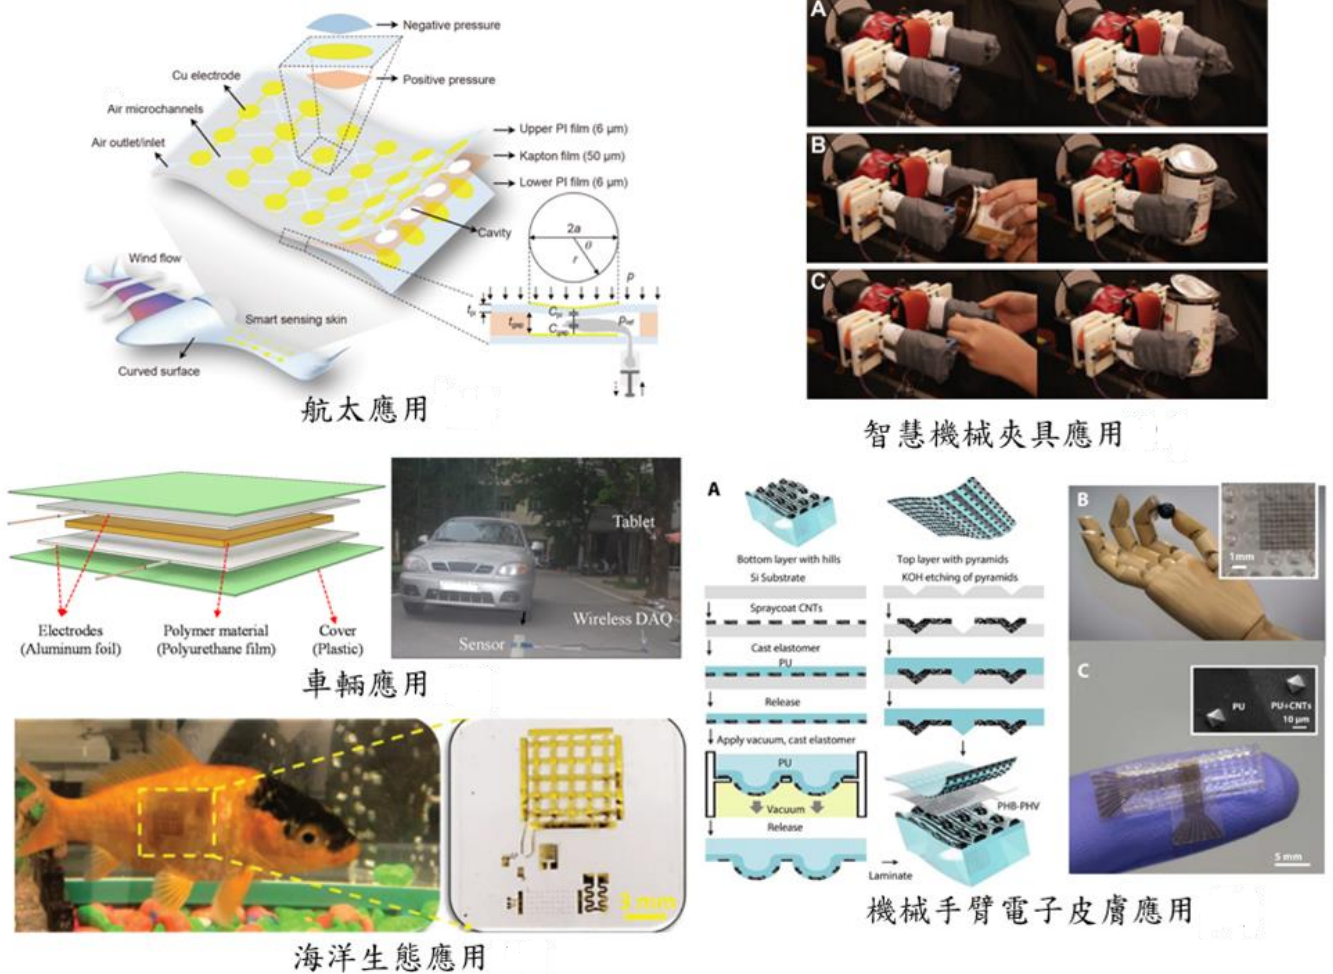 Negative pressure
Cu electrode
Positive pressure
Air microchannels
Air outlet/inlet
Upper PI film (6 μm)
Kapton film (50 μm)
Lower PI film (6 μm)
Cavity
2a
θ
r
p
Wind flow
Smart sensing skin
Curved surface
t_PI
t_gap
C_PI
C_gap
P_ref
航太應用
A
B
C
智慧機械夾具應用
Electrodes
(Aluminum foil)
Polymer material
(Polyurethane film)
Cover
(Plastic)
Tablet
Wireless DAQ
Sensor
車輛應用
3 mm
海洋生態應用
A
Bottom layer with hills
Top layer with pyramids
Si Substrate
KOH etching of pyramids
Spraycoat CNTs
Cast elastomer
PU
Release
Apply vacuum, cast elastomer
PU
Vacuum
Release
PHB-PHV
Laminate
B
1mm
C
PU
PU+CNTs
10 μm
5 mm
機械手臂電子皮膚應用